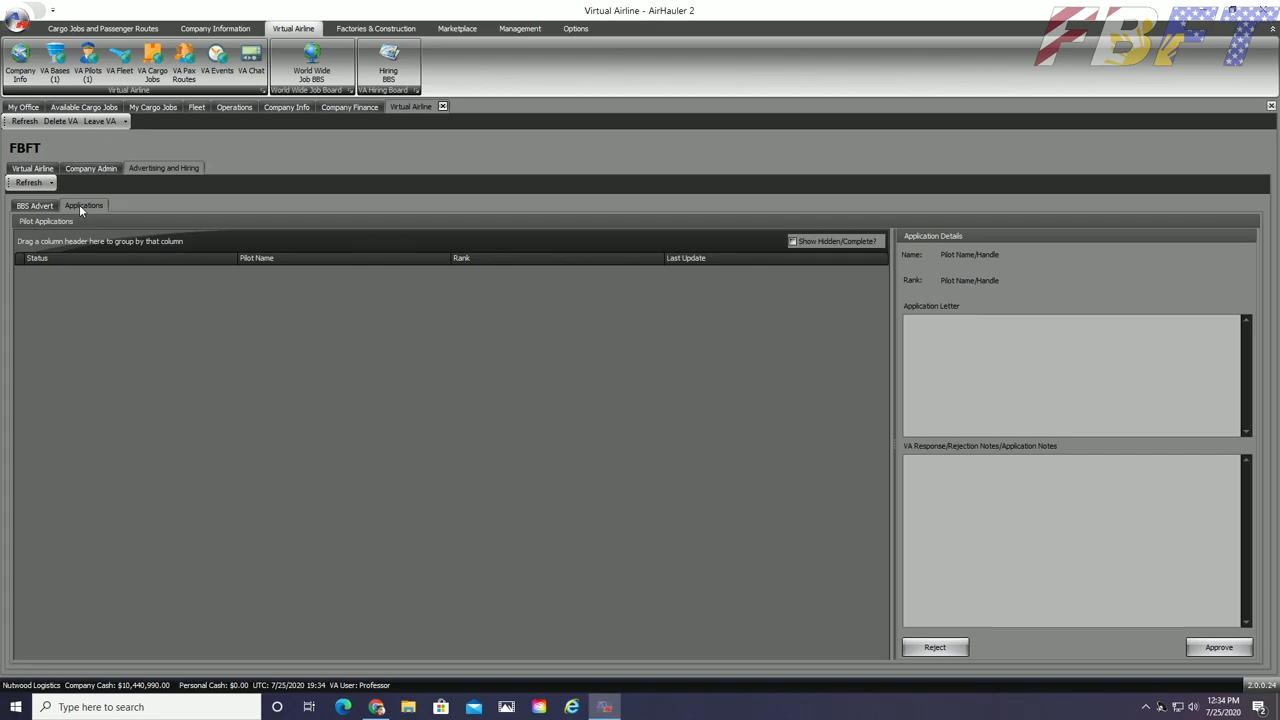 Virtual Airline - AirHauler 2
FBFT
Cargo Jobs and Passenger Routes Company Information Virtual Airline Factories & Construction Marketplace Management Options
Company Info VA Bases (1) VA Pilots (1) VA Fleet VA Cargo Jobs VA Pax Routes VA Events VA Chat World Wide Job BBS Hiring BBS
Virtual Airline World Wide Job Board VA Hiring Board
My Office Available Cargo Jobs My Cargo Jobs Fleet Operations Company Info Company Finance Virtual Airline
Refresh Delete VA Leave VA
FBFT
Virtual Airline Company Admin Advertising and Hiring
Refresh
BBS Advert Applications
Pilot Applications
Drag a column header here to group by that column Show Hidden/Complete?
Status Pilot Name Rank Last Update
Application Details
Name: Pilot Name/Handle
Rank: Pilot Name/Handle
Application Letter
VA Response/Rejection Notes/Application Notes
Reject Approve
Nutwood Logistics Company Cash: $10,440,990.00 Personal Cash: $0.00 UTC: 7/25/2020 19:34 VA User: Professor 2.0.0.24
Type here to search
12:34 PM
7/25/2020
2